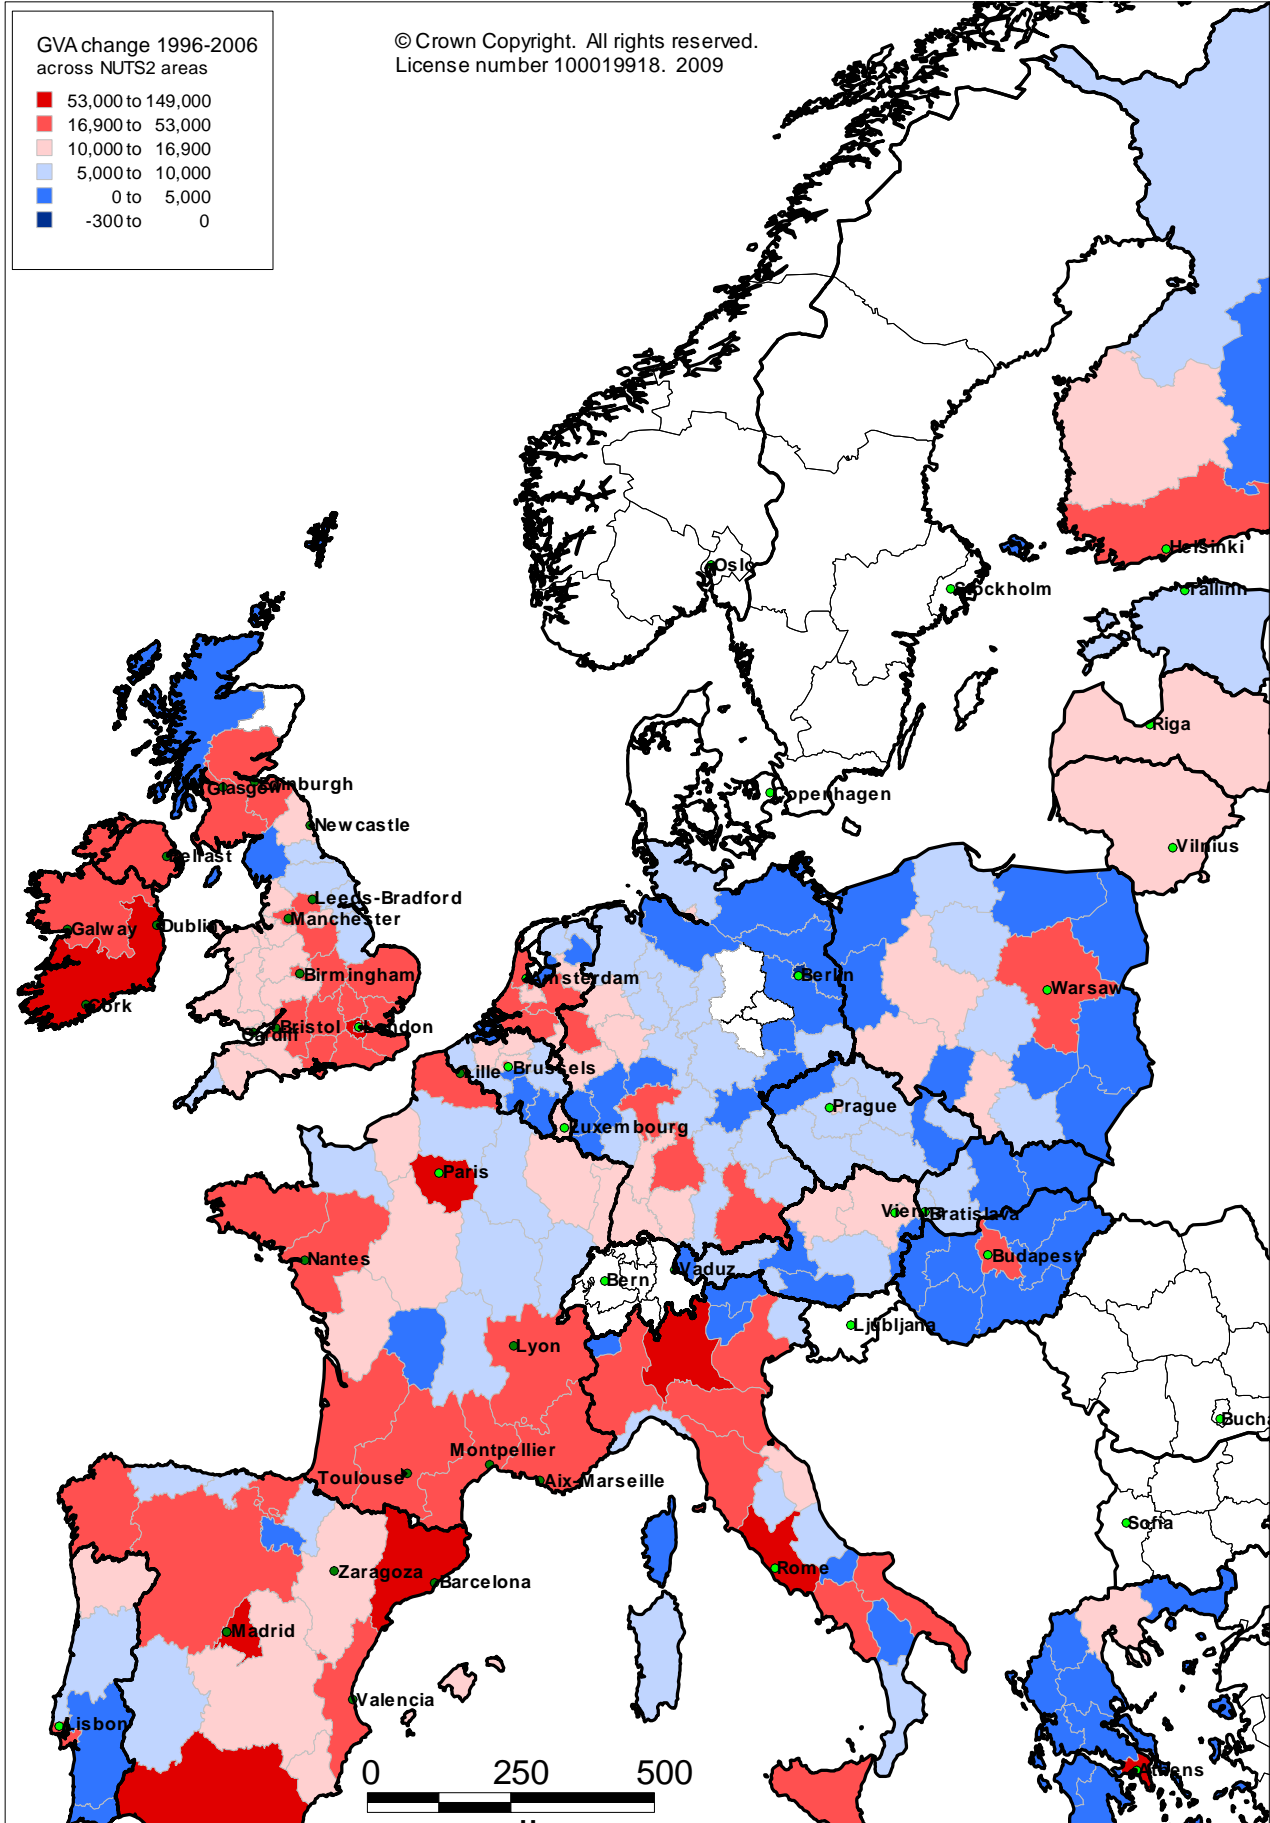 GVA change 1996-2006
across NUTS2 areas
53,000 to 149,000
16,900 to 53,000
10,000 to 16,900
5,000 to 10,000
0 to 5,000
-300 to 0
© Crown Copyright. All rights reserved.
License number 100019918. 2009
Helsinki
Oslo
Stockholm
Tallinn
Riga
Glasgow
Edinburgh
Copenhagen
Newcastle
Vilnius
Belfast
Leeds-Bradford
Manchester
Galway
Dublin
Birmingham
Amsterdam
Berlin
Warsaw
Cork
Bristol
London
Cardiff
Lille
Brussels
Prague
Luxembourg
Paris
Vienna
Bratislava
Nantes
Budapest
Bern
Vaduz
Ljubljana
Lyon
Bucha
Montpellier
Toulouse
Aix-Marseille
Sofia
Zaragoza
Barcelona
Rome
Madrid
Valencia
Lisbon
Athens
0 250 500